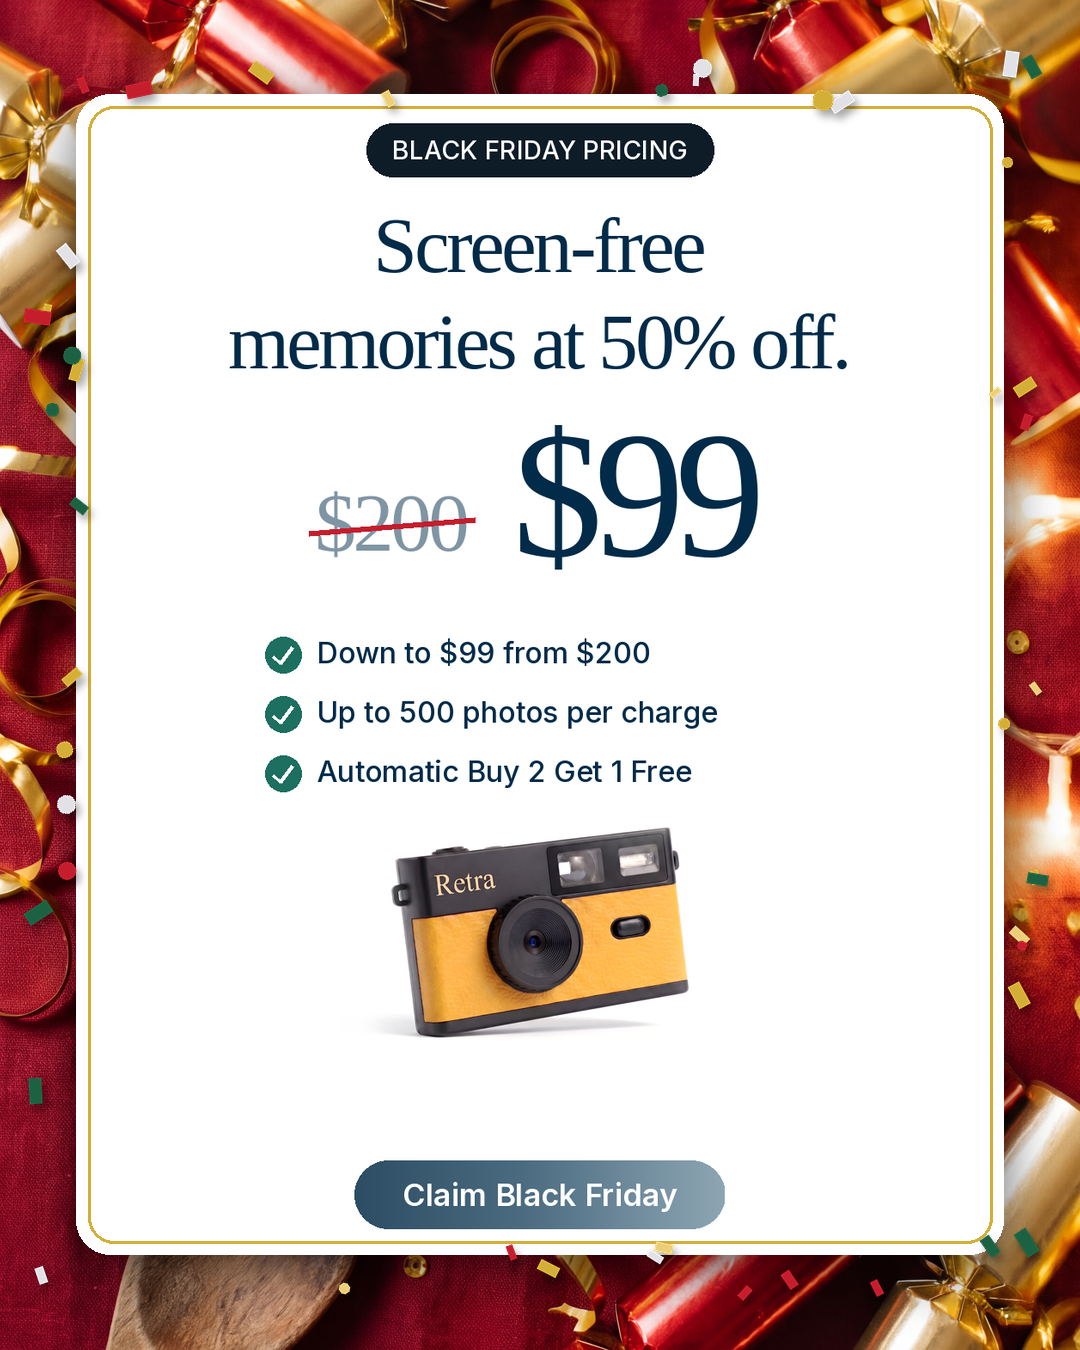 BLACK FRIDAY PRICING
Screen-free
memories at 50% off.
$200 $99
Down to $99 from $200
Up to 500 photos per charge
Automatic Buy 2 Get 1 Free
Retra
Claim Black Friday